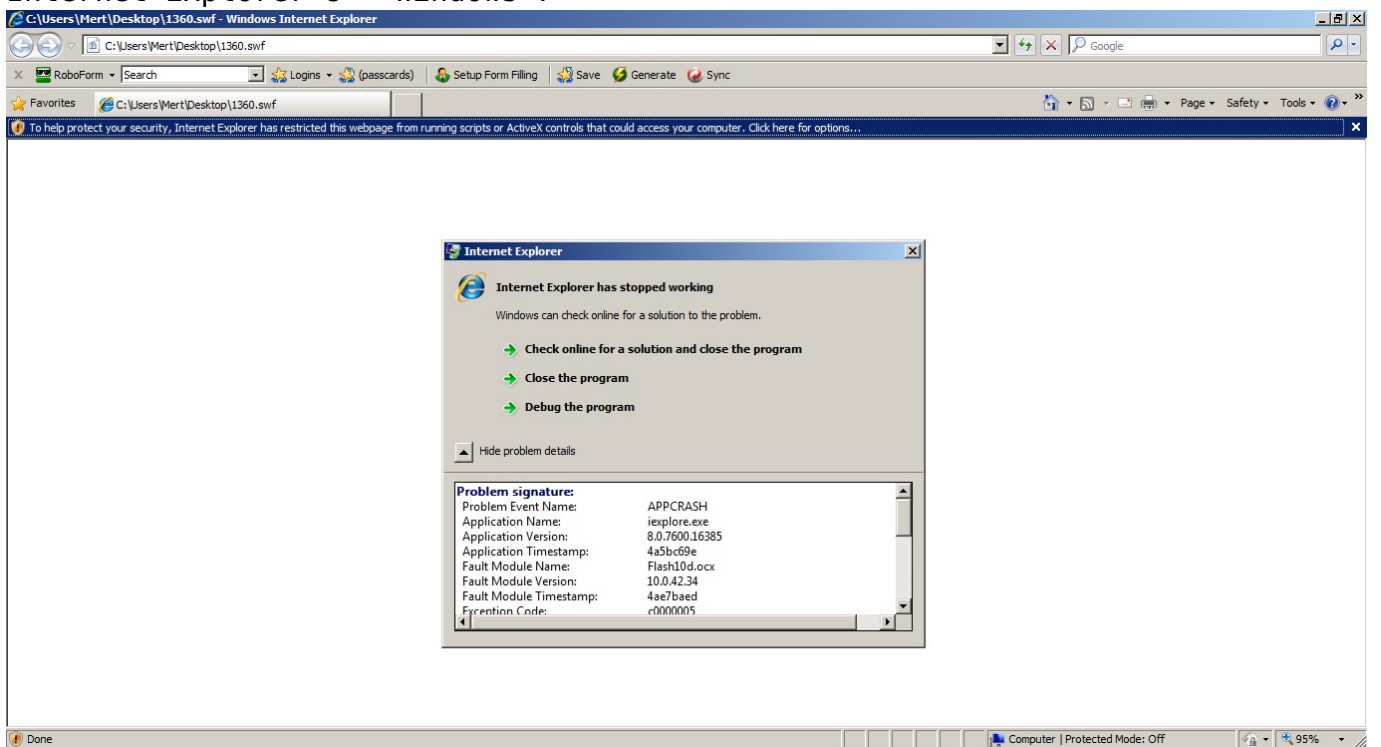 C:\Users\Mert\Desktop\1360.swf - Windows Internet Explorer
C:\Users\Mert\Desktop\1360.swf
Google
RoboForm
Search
Logins
(passcards)
Setup Form Filling
Save
Generate
Sync
Favorites
C:\Users\Mert\Desktop\1360.swf
Page
Safety
Tools
To help protect your security, Internet Explorer has restricted this webpage from running scripts or ActiveX controls that could access your computer. Click here for options...
Internet Explorer
Internet Explorer has stopped working
Windows can check online for a solution to the problem.
Check online for a solution and close the program
Close the program
Debug the program
Hide problem details
Problem signature:
Problem Event Name: APPCRASH
Application Name: iexplore.exe
Application Version: 8.0.7600.16385
Application Timestamp: 4a5bc69e
Fault Module Name: Flash10d.ocx
Fault Module Version: 10.0.42.34
Fault Module Timestamp: 4ae7baed
Exception Code: c0000005
Done
Computer | Protected Mode: Off
95%